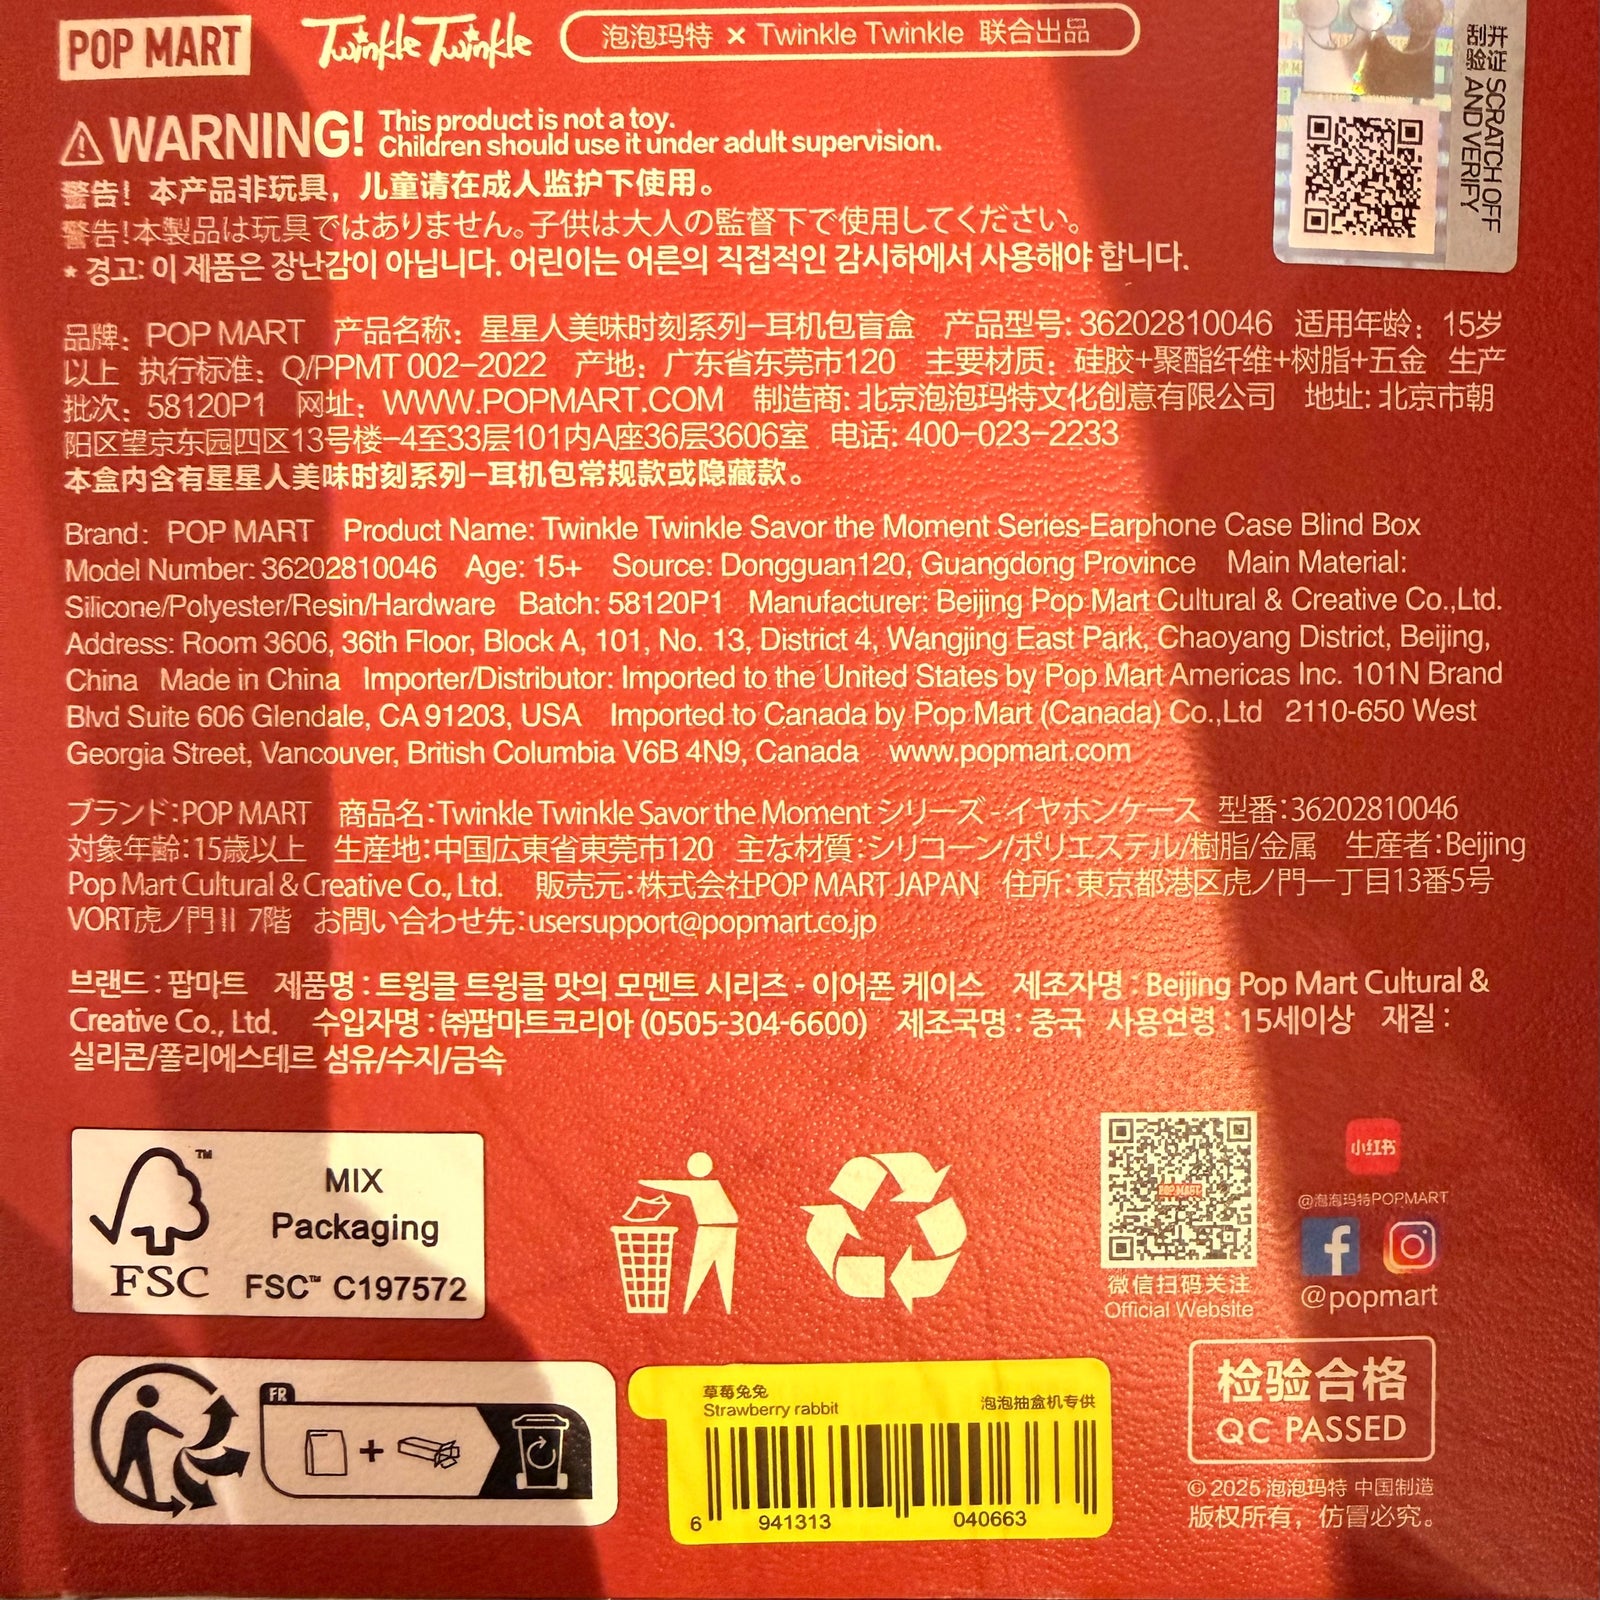 POP MART Twinkle Twinkle 泡泡玛特 × Twinkle Twinkle 联合出品
刮开并验证 SCRATCH OFF AND VERIFY
WARNING! This product is not a toy.
Children should use it under adult supervision.
警告！本产品非玩具，儿童请在成人监护下使用。
警告！本製品は玩具ではありません。子供は大人の監督下で使用してください。
* 경고: 이 제품은 장난감이 아닙니다. 어린이는 어른의 직접적인 감시하에서 사용해야 합니다.
品牌：POP MART 产品名称：星星人美味时刻系列-耳机包盲盒 产品型号：36202810046 适用年龄：15岁
以上 执行标准：Q/PPMT 002-2022 产地：广东省东莞市120 主要材质：硅胶+聚酯纤维+树脂+五金 生产
批次：58120P1 网址：WWW.POPMART.COM 制造商：北京泡泡玛特文化创意有限公司 地址：北京市朝
阳区望京东园四区13号楼-4至33层101内A座36层3606室 电话：400-023-2233
本盒内含有星星人美味时刻系列-耳机包常规款或隐藏款。
Brand: POP MART Product Name: Twinkle Twinkle Savor the Moment Series-Earphone Case Blind Box
Model Number: 36202810046 Age: 15+ Source: Dongguan120, Guangdong Province Main Material:
Silicone/Polyester/Resin/Hardware Batch: 58120P1 Manufacturer: Beijing Pop Mart Cultural & Creative Co.,Ltd.
Address: Room 3606, 36th Floor, Block A, 101, No. 13, District 4, Wangjing East Park, Chaoyang District, Beijing,
China Made in China Importer/Distributor: Imported to the United States by Pop Mart Americas Inc. 101N Brand
Blvd Suite 606 Glendale, CA 91203, USA Imported to Canada by Pop Mart (Canada) Co.,Ltd 2110-650 West
Georgia Street, Vancouver, British Columbia V6B 4N9, Canada www.popmart.com
ブランド：POP MART 商品名：Twinkle Twinkle Savor the Moment シリーズ - イヤホンケース 型番：36202810046
対象年齢：15歳以上 生産地：中国広東省東莞市120 主な材質：シリコーン/ポリエステル/樹脂/金属 生産者：Beijing
Pop Mart Cultural & Creative Co., Ltd. 販売元：株式会社POP MART JAPAN 住所：東京都港区虎ノ門一丁目13番5号
VORT虎ノ門II 7階 お問い合わせ先：usersupport@popmart.co.jp
브랜드 : 팝마트 제품명 : 트윙클 트윙클 맛의 모멘트 시리즈 - 이어폰 케이스 제조자명 : Beijing Pop Mart Cultural &
Creative Co., Ltd. 수입자명 : ㈜팝마트코리아 (0505-304-6600) 제조국명 : 중국 사용연령 : 15세이상 재질 :
실리콘/폴리에스테르 섬유/수지/금속
FSC™
MIX
Packaging
FSC™ C197572
POP MART
微信扫码关注
Official Website
小红书
@泡泡玛特POPMART
@popmart
FR
草莓兔兔
Strawberry rabbit
泡泡抽盒机专供
6 941313 040663
检验合格
QC PASSED
© 2025 泡泡玛特 中国制造
版权所有，仿冒必究。